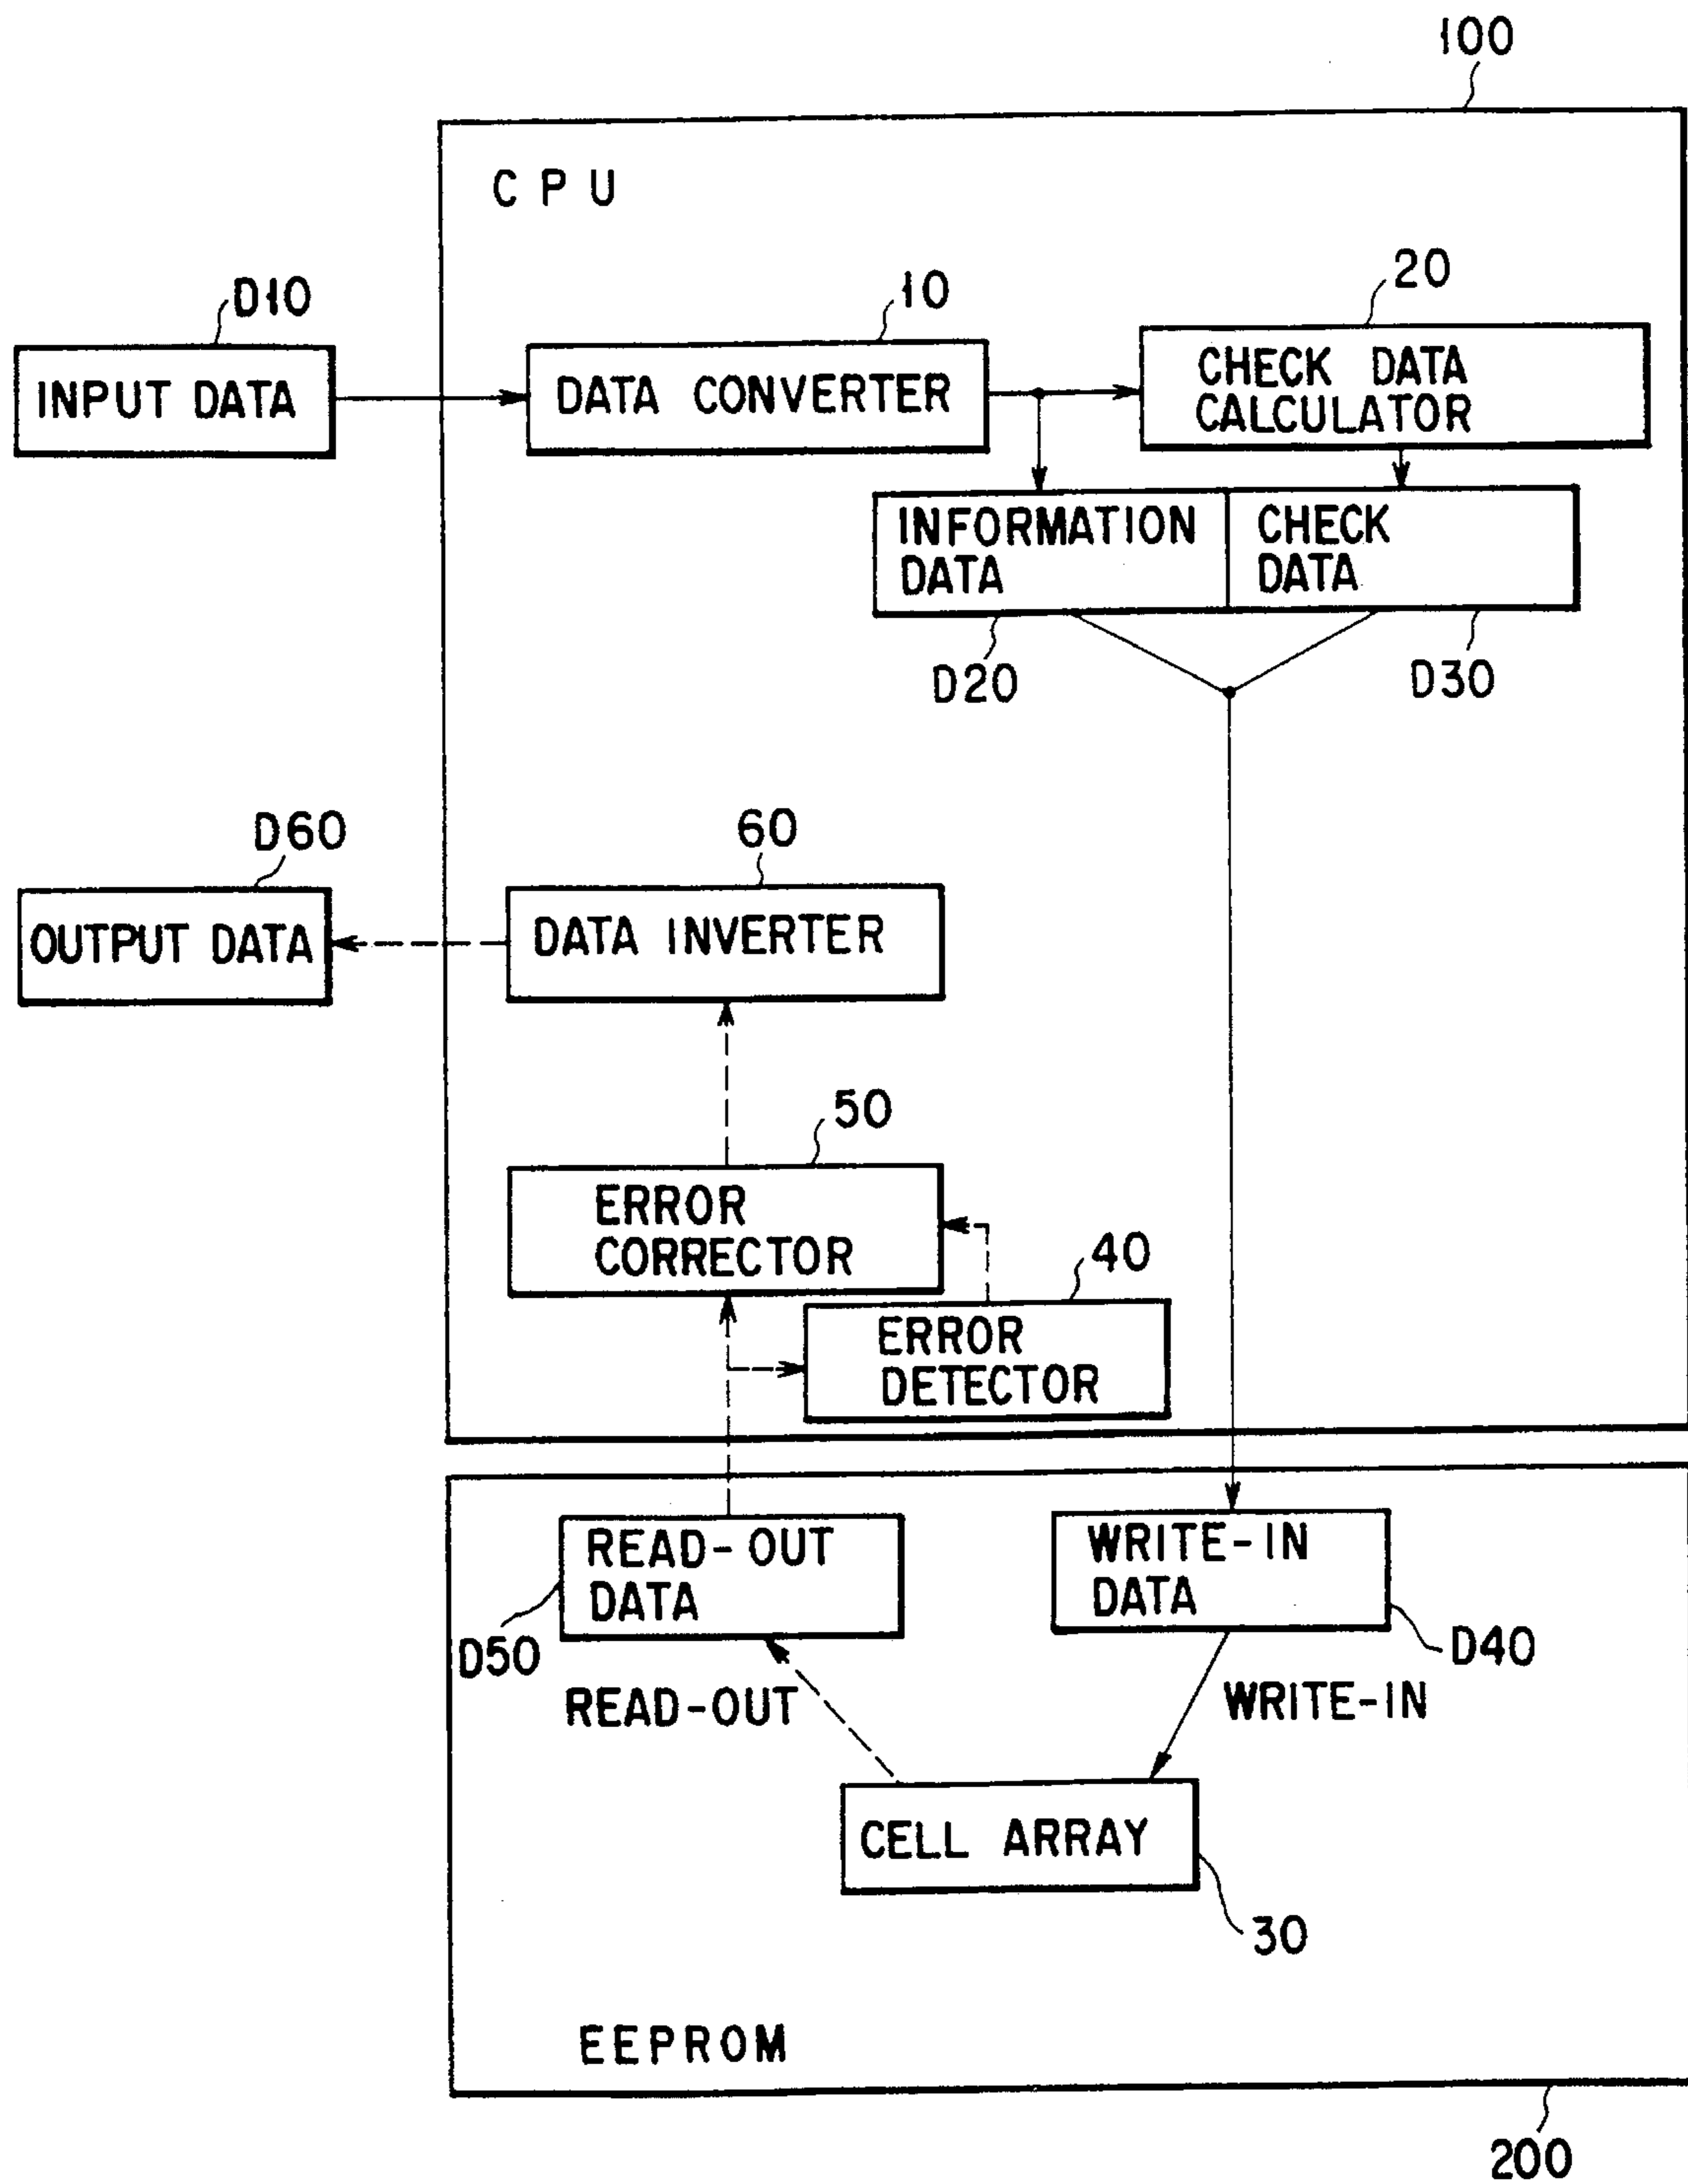 100
CPU
D10
10
20
INPUT DATA
DATA CONVERTER
CHECK DATA
CALCULATOR
INFORMATION
DATA
CHECK
DATA
D20
D30
D60
60
OUTPUT DATA
DATA INVERTER
50
ERROR
CORRECTOR
40
ERROR
DETECTOR
READ-OUT
DATA
WRITE-IN
DATA
D50
D40
READ-OUT
WRITE-IN
CELL ARRAY
30
EEPROM
200